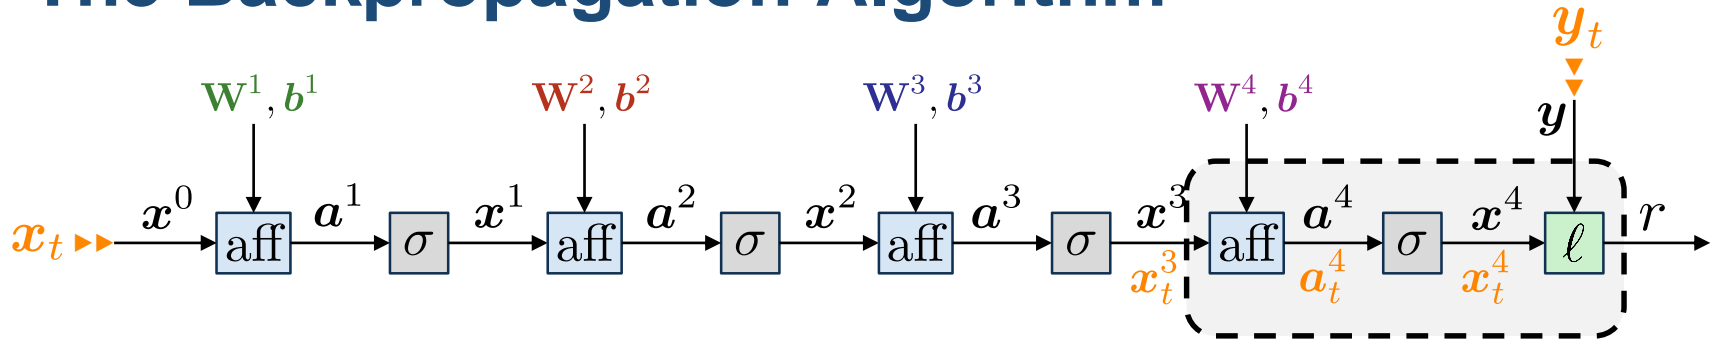 The Backpropagation Algorithm
y_t
W^1, b^1 W^2, b^2 W^3, b^3 W^4, b^4
y
x^0 a^1 x^1 a^2 x^2 a^3 x^3 a^4 x^4 r
x_t aff σ aff σ aff σ aff σ ℓ
x_t^3 a_t^4 x_t^4